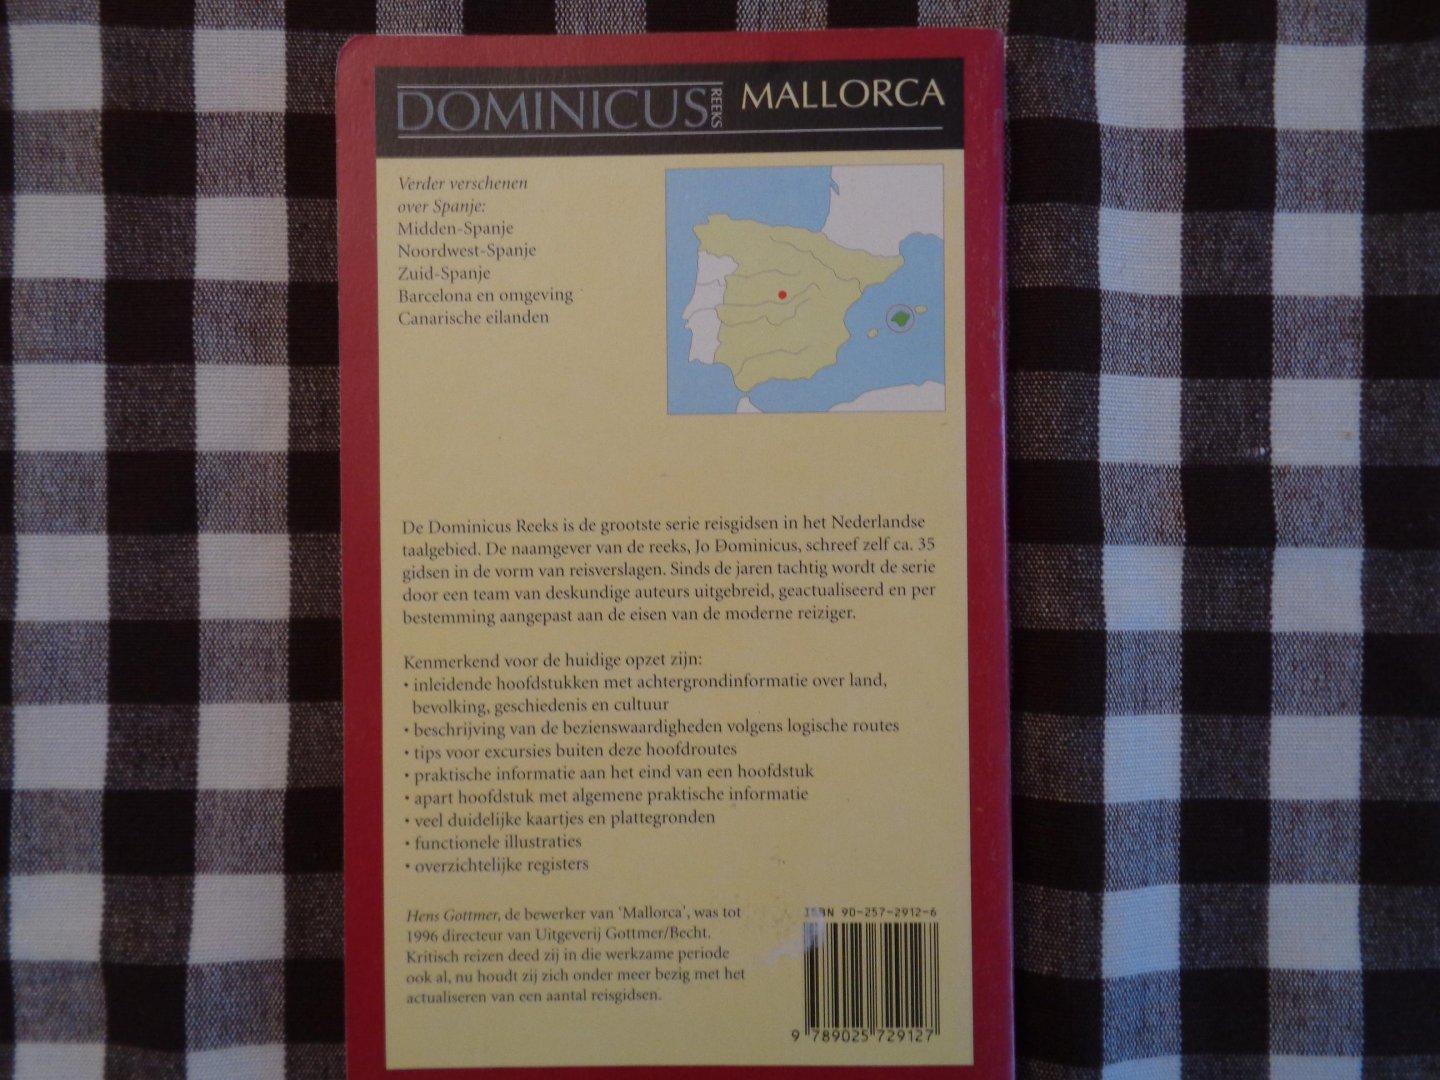 DOMINICUS REEKS MALLORCA
Verder verschenen
over Spanje:
Midden-Spanje
Noordwest-Spanje
Zuid-Spanje
Barcelona en omgeving
Canarische eilanden
De Dominicus Reeks is de grootste serie reisgidsen in het Nederlandse
taalgebied. De naamgever van de reeks, Jo Dominicus, schreef zelf ca. 35
gidsen in de vorm van reisverslagen. Sinds de jaren tachtig wordt de serie
door een team van deskundige auteurs uitgebreid, geactualiseerd en per
bestemming aangepast aan de eisen van de moderne reiziger.
Kenmerkend voor de huidige opzet zijn:
• inleidende hoofdstukken met achtergrondinformatie over land,
bevolking, geschiedenis en cultuur
• beschrijving van de bezienswaardigheden volgens logische routes
• tips voor excursies buiten deze hoofdroutes
• praktische informatie aan het eind van een hoofdstuk
• apart hoofdstuk met algemene praktische informatie
• veel duidelijke kaartjes en plattegronden
• functionele illustraties
• overzichtelijke registers
Hens Gottmer, de bewerker van 'Mallorca', was tot
1996 directeur van Uitgeverij Gottmer/Becht.
Kritisch reizen deed zij in die werkzame periode
ook al, nu houdt zij zich onder meer bezig met het
actualiseren van een aantal reisgidsen.
ISBN 90-257-2912-6
9 789025 729127